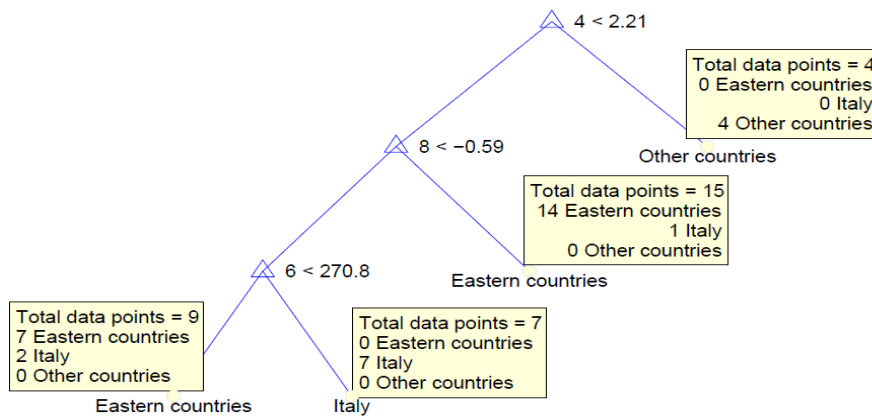 4 < 2.21
Total data points = 4
0 Eastern countries
0 Italy
4 Other countries
Other countries
8 < −0.59
Total data points = 15
14 Eastern countries
1 Italy
0 Other countries
Eastern countries
6 < 270.8
Total data points = 9
7 Eastern countries
2 Italy
0 Other countries
Eastern countries
Total data points = 7
0 Eastern countries
7 Italy
0 Other countries
Italy